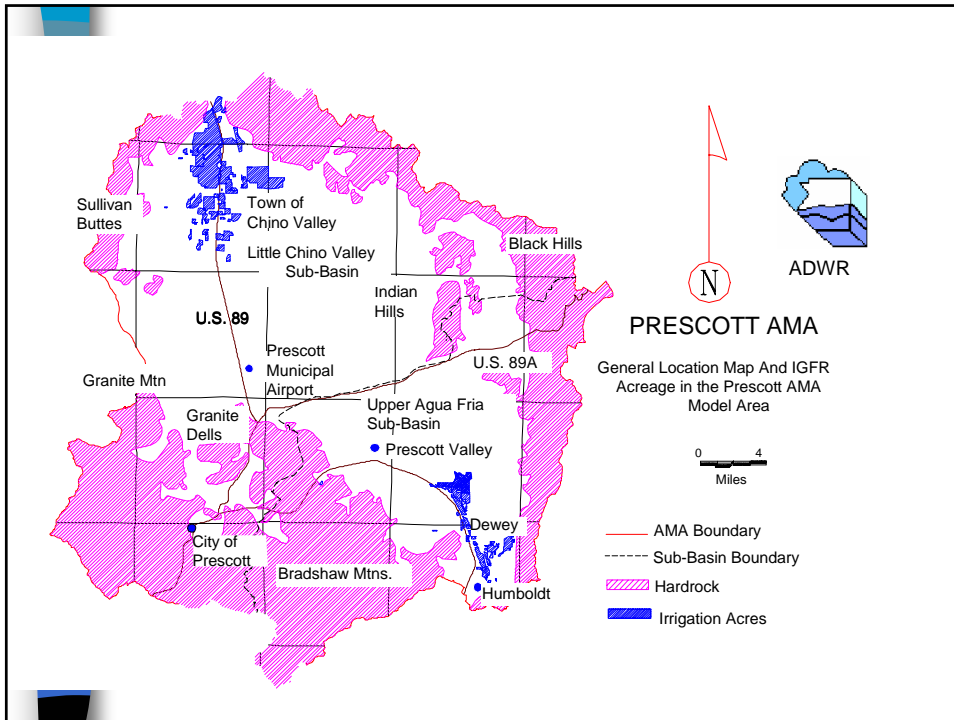 Sullivan
Buttes
Town of
Chino Valley
Little Chino Valley
Sub-Basin
Black Hills
Indian
Hills
U.S. 89
Prescott
Municipal
Airport
U.S. 89A
Granite Mtn
Granite
Dells
Upper Agua Fria
Sub-Basin
Prescott Valley
Dewey
City of
Prescott
Bradshaw Mtns.
Humboldt
N
ADWR
PRESCOTT AMA
General Location Map And IGFR
Acreage in the Prescott AMA
Model Area
0 4
Miles
AMA Boundary
Sub-Basin Boundary
Hardrock
Irrigation Acres